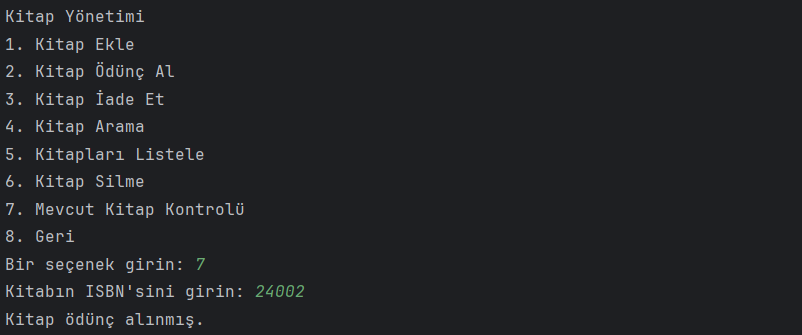 Kitap Yönetimi
1. Kitap Ekle
2. Kitap Ödünç Al
3. Kitap İade Et
4. Kitap Arama
5. Kitapları Listele
6. Kitap Silme
7. Mevcut Kitap Kontrolü
8. Geri
Bir seçenek girin: 7
Kitabın ISBN'sini girin: 24002
Kitap ödünç alınmış.